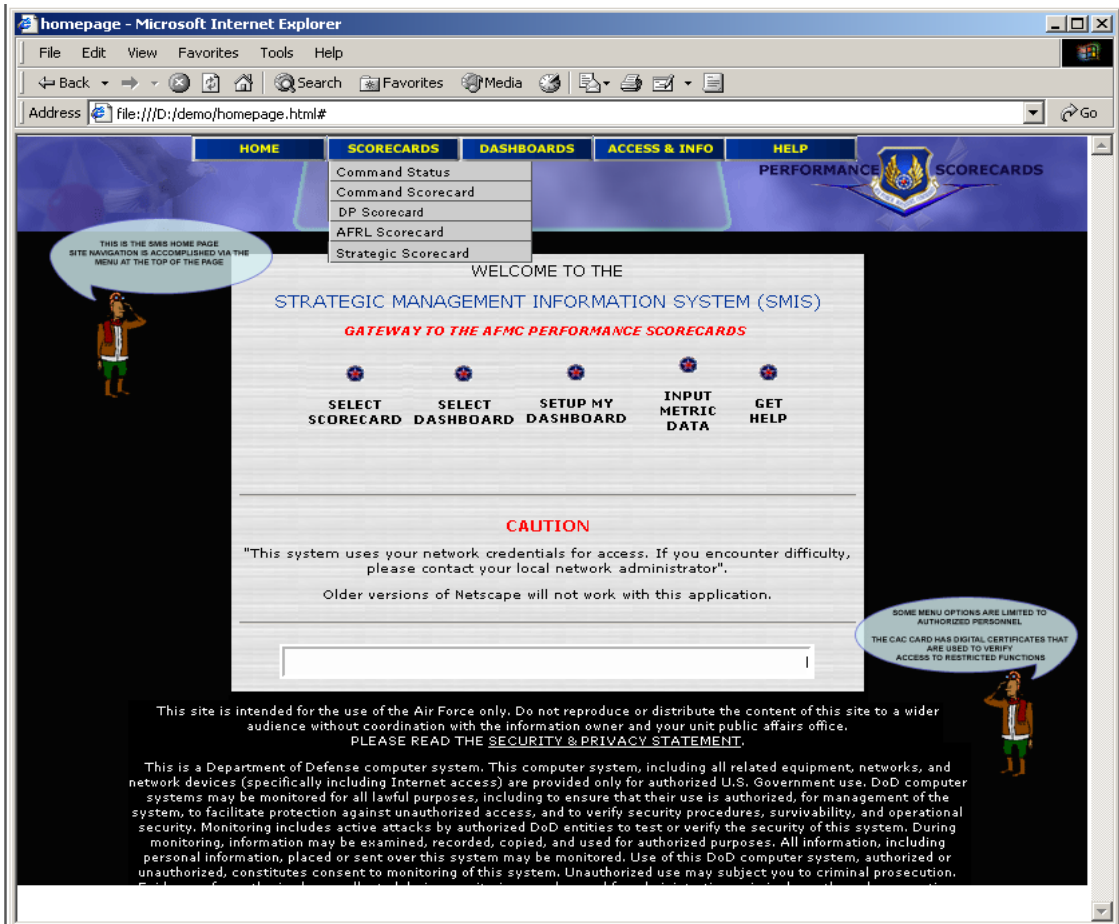 homepage - Microsoft Internet Explorer
File Edit View Favorites Tools Help
Back Search Favorites Media
Address file:///D:/demo/homepage.html# Go
HOME SCORECARDS DASHBOARDS ACCESS & INFO HELP
PERFORMANCE SCORECARDS
Command Status
Command Scorecard
DP Scorecard
AFRL Scorecard
Strategic Scorecard
THIS IS THE SMIS HOME PAGE
SITE NAVIGATION IS ACCOMPLISHED VIA THE
MENU AT THE TOP OF THE PAGE
WELCOME TO THE
STRATEGIC MANAGEMENT INFORMATION SYSTEM (SMIS)
GATEWAY TO THE AFMC PERFORMANCE SCORECARDS
SELECT
SCORECARD
SELECT
DASHBOARD
SETUP MY
DASHBOARD
INPUT
METRIC
DATA
GET
HELP
CAUTION
"This system uses your network credentials for access. If you encounter difficulty,
please contact your local network administrator".
Older versions of Netscape will not work with this application.
SOME MENU OPTIONS ARE LIMITED TO
AUTHORIZED PERSONNEL
THE CAC CARD HAS DIGITAL CERTIFICATES THAT
ARE USED TO VERIFY
ACCESS TO RESTRICTED FUNCTIONS
This site is intended for the use of the Air Force only. Do not reproduce or distribute the content of this site to a wider
audience without coordination with the information owner and your unit public affairs office.
PLEASE READ THE SECURITY & PRIVACY STATEMENT.
This is a Department of Defense computer system. This computer system, including all related equipment, networks, and
network devices (specifically including Internet access) are provided only for authorized U.S. Government use. DoD computer
systems may be monitored for all lawful purposes, including to ensure that their use is authorized, for management of the
system, to facilitate protection against unauthorized access, and to verify security procedures, survivability, and operational
security. Monitoring includes active attacks by authorized DoD entities to test or verify the security of this system. During
monitoring, information may be examined, recorded, copied, and used for authorized purposes. All information, including
personal information, placed or sent over this system may be monitored. Use of this DoD computer system, authorized or
unauthorized, constitutes consent to monitoring of this system. Unauthorized use may subject you to criminal prosecution.